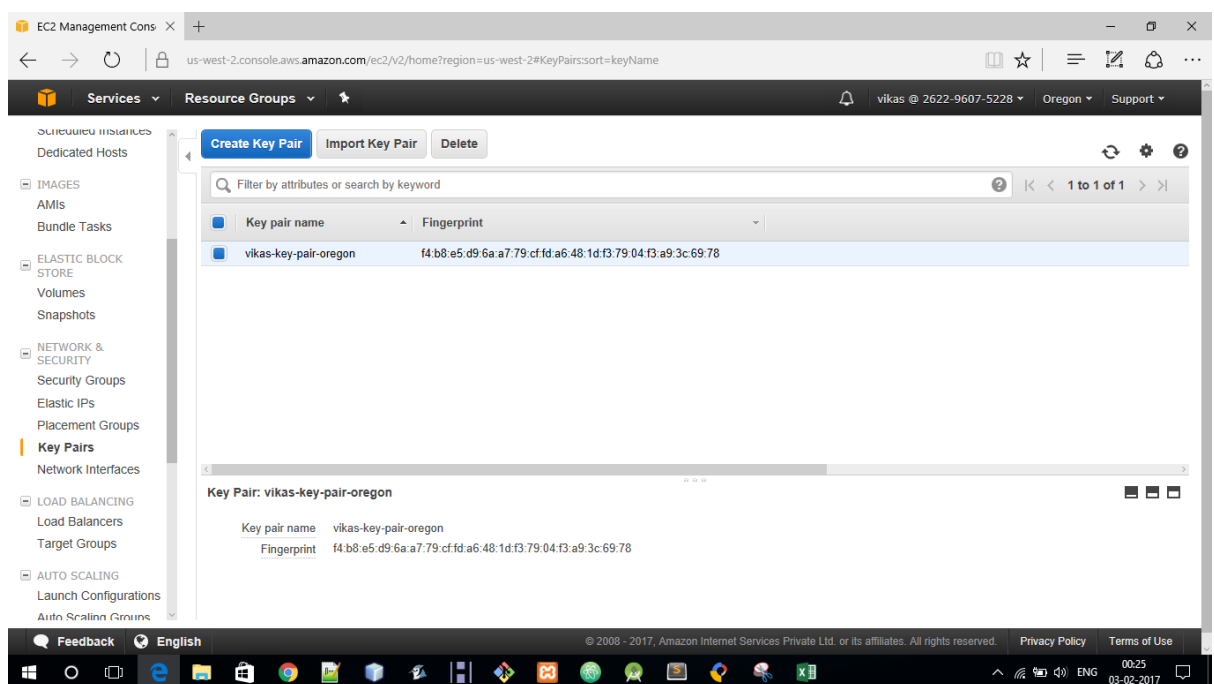 EC2 Management Cons
us-west-2.console.aws.amazon.com/ec2/v2/home?region=us-west-2#KeyPairs:sort=keyName
Services Resource Groups vikas @ 2622-9607-5228 Oregon Support
Scheduled Instances
Dedicated Hosts
IMAGES
AMIs
Bundle Tasks
ELASTIC BLOCK
STORE
Volumes
Snapshots
NETWORK &
SECURITY
Security Groups
Elastic IPs
Placement Groups
Key Pairs
Network Interfaces
LOAD BALANCING
Load Balancers
Target Groups
AUTO SCALING
Launch Configurations
Auto Scaling Groups
Create Key Pair Import Key Pair Delete
Filter by attributes or search by keyword 1 to 1 of 1
Key pair name Fingerprint
vikas-key-pair-oregon f4:b8:e5:d9:6a:a7:79:cf:fd:a6:48:1d:f3:79:04:f3:a9:3c:69:78
Key Pair: vikas-key-pair-oregon
Key pair name vikas-key-pair-oregon
Fingerprint f4:b8:e5:d9:6a:a7:79:cf:fd:a6:48:1d:f3:79:04:f3:a9:3c:69:78
Feedback English © 2008 - 2017, Amazon Internet Services Private Ltd. or its affiliates. All rights reserved. Privacy Policy Terms of Use
ENG 00:25
03-02-2017